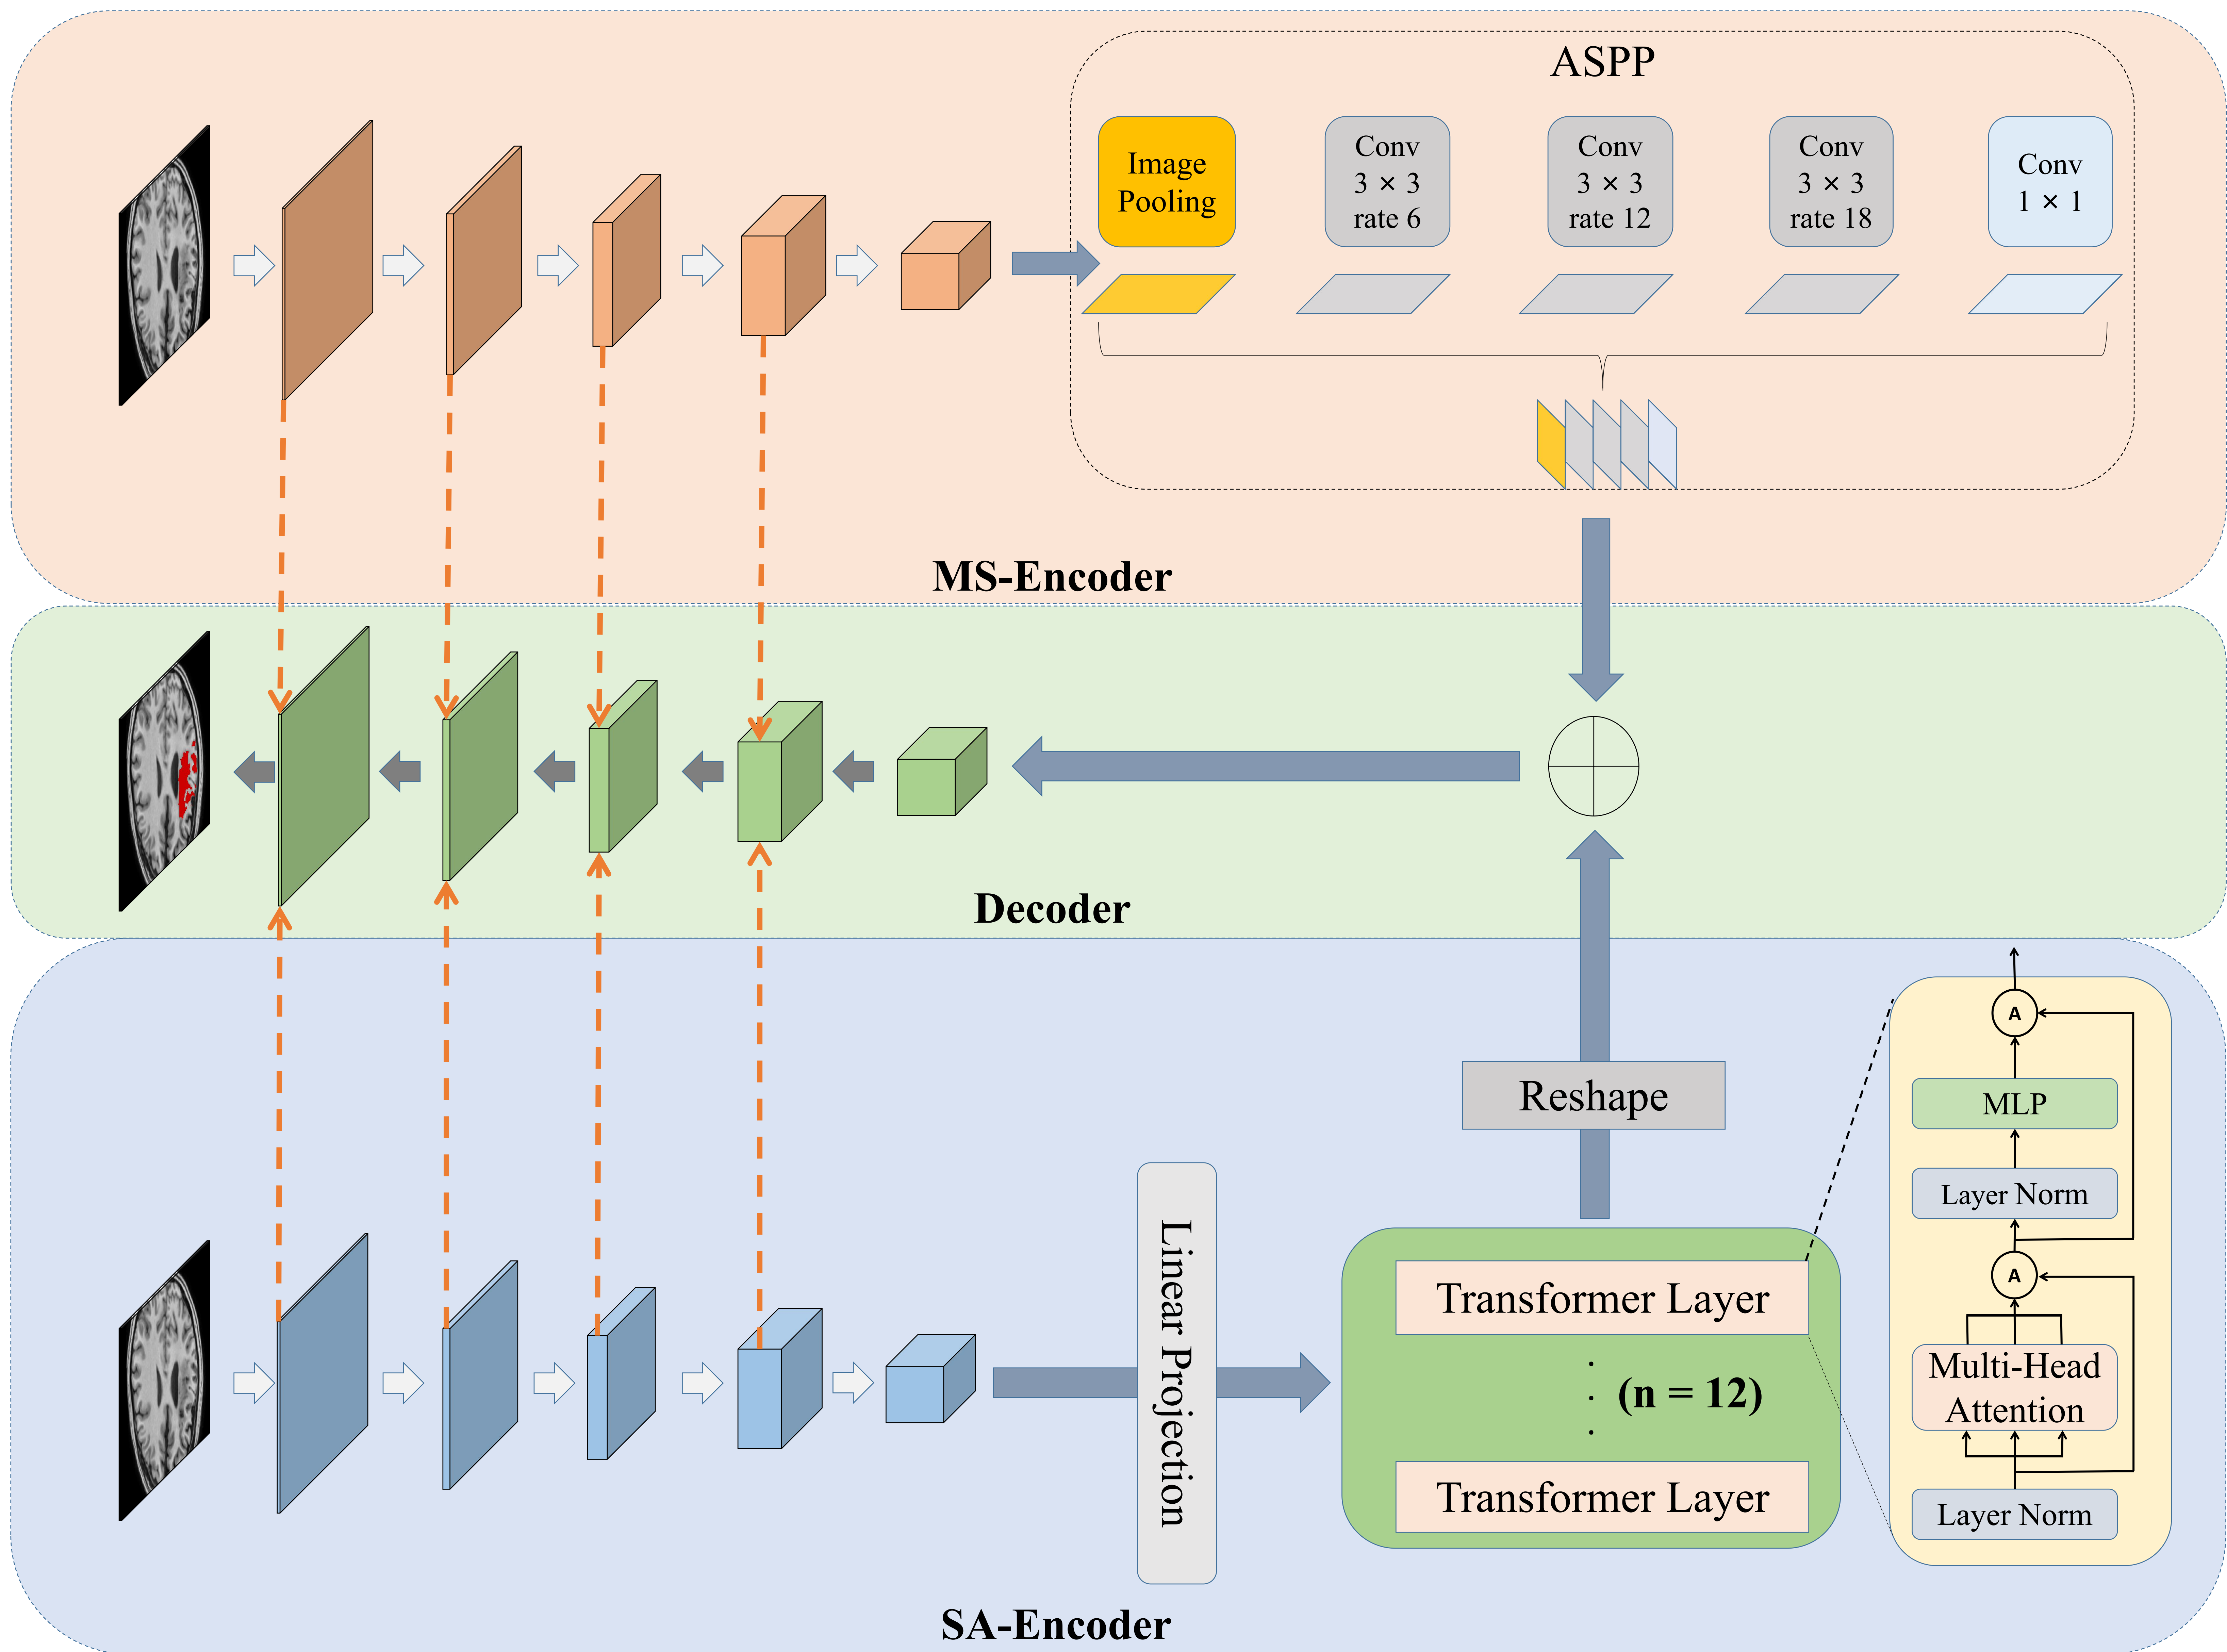 ASPP
Image
Pooling
Conv
3 × 3
rate 6
Conv
3 × 3
rate 12
Conv
3 × 3
rate 18
Conv
1 × 1
MS-Encoder
Decoder
A
MLP
Layer Norm
A
Multi-Head
Attention
Layer Norm
Reshape
Linear Projection
Transformer Layer
(n = 12)
Transformer Layer
SA-Encoder